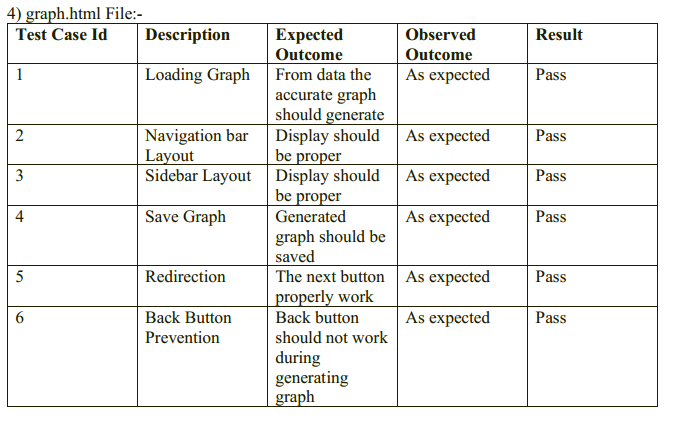 4) graph.html File:-
Test Case Id Description Expected Outcome Observed Outcome Result
1 Loading Graph From data the accurate graph should generate As expected Pass
2 Navigation bar Layout Display should be proper As expected Pass
3 Sidebar Layout Display should be proper As expected Pass
4 Save Graph Generated graph should be saved As expected Pass
5 Redirection The next button properly work As expected Pass
6 Back Button Prevention Back button should not work during generating graph As expected Pass